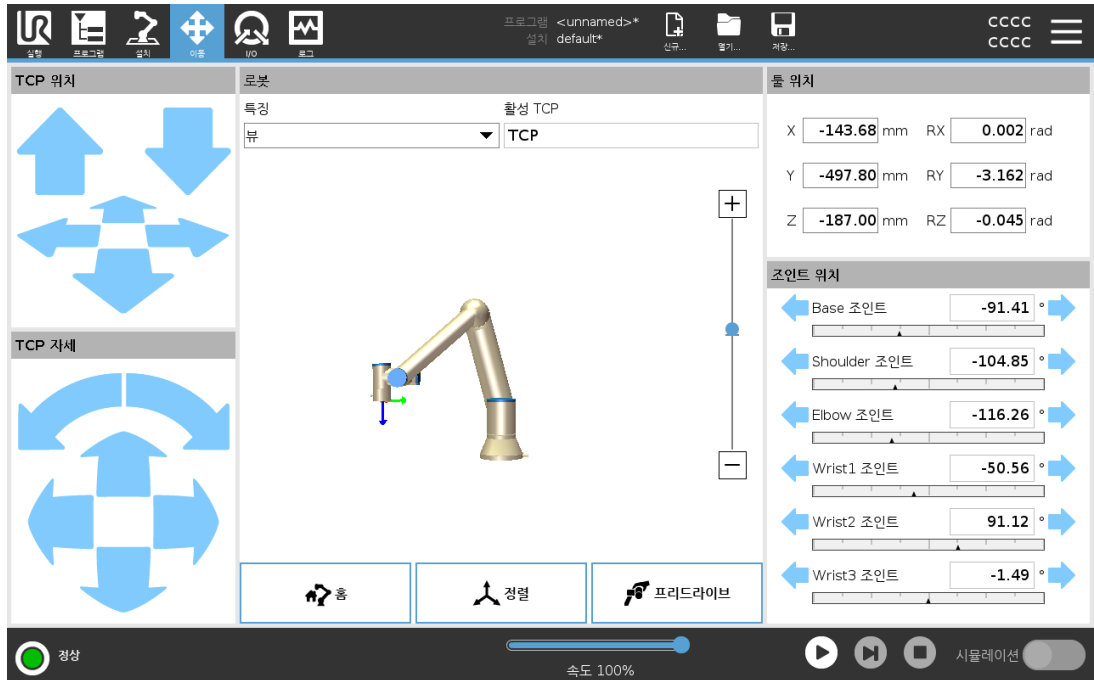 프로그램 <unnamed>*
설치 default*
cccc
cccc
실행
프로그램
설치
이동
I/O
로그
신규...
열기...
저장...
TCP 위치
로봇
툴 위치
특징
활성 TCP
뷰
TCP
X -143.68 mm RX 0.002 rad
Y -497.80 mm RY -3.162 rad
Z -187.00 mm RZ -0.045 rad
조인트 위치
Base 조인트 -91.41 °
Shoulder 조인트 -104.85 °
Elbow 조인트 -116.26 °
Wrist1 조인트 -50.56 °
Wrist2 조인트 91.12 °
Wrist3 조인트 -1.49 °
TCP 자세
홈
정렬
프리드라이브
정상
속도 100%
시뮬레이션